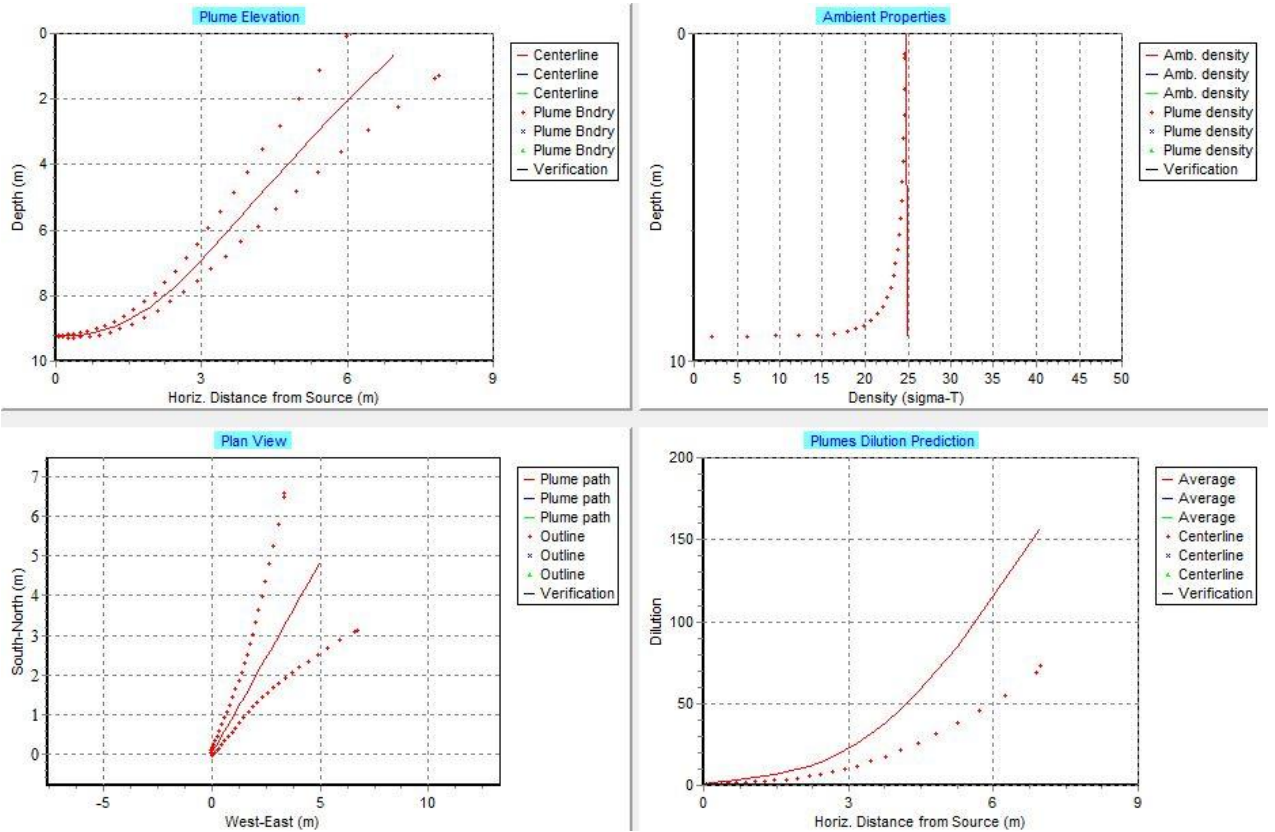 Plume Elevation
0
2
4
6
8
10
Depth (m)
0 3 6 9
Horiz. Distance from Source (m)
Centerline
Centerline
Centerline
Plume Bndry
Plume Bndry
Plume Bndry
Verification
Ambient Properties
0
10
Depth (m)
0 5 10 15 20 25 30 35 40 45 50
Density (sigma-T)
Amb. density
Amb. density
Amb. density
Plume density
Plume density
Plume density
Verification
Plan View
7
6
5
4
3
2
1
0
South-North (m)
-5 0 5 10
West-East (m)
Plume path
Plume path
Plume path
Outline
Outline
Outline
Verification
Plumes Dilution Prediction
200
150
100
50
0
Dilution
0 3 6 9
Horiz. Distance from Source (m)
Average
Average
Average
Centerline
Centerline
Centerline
Verification